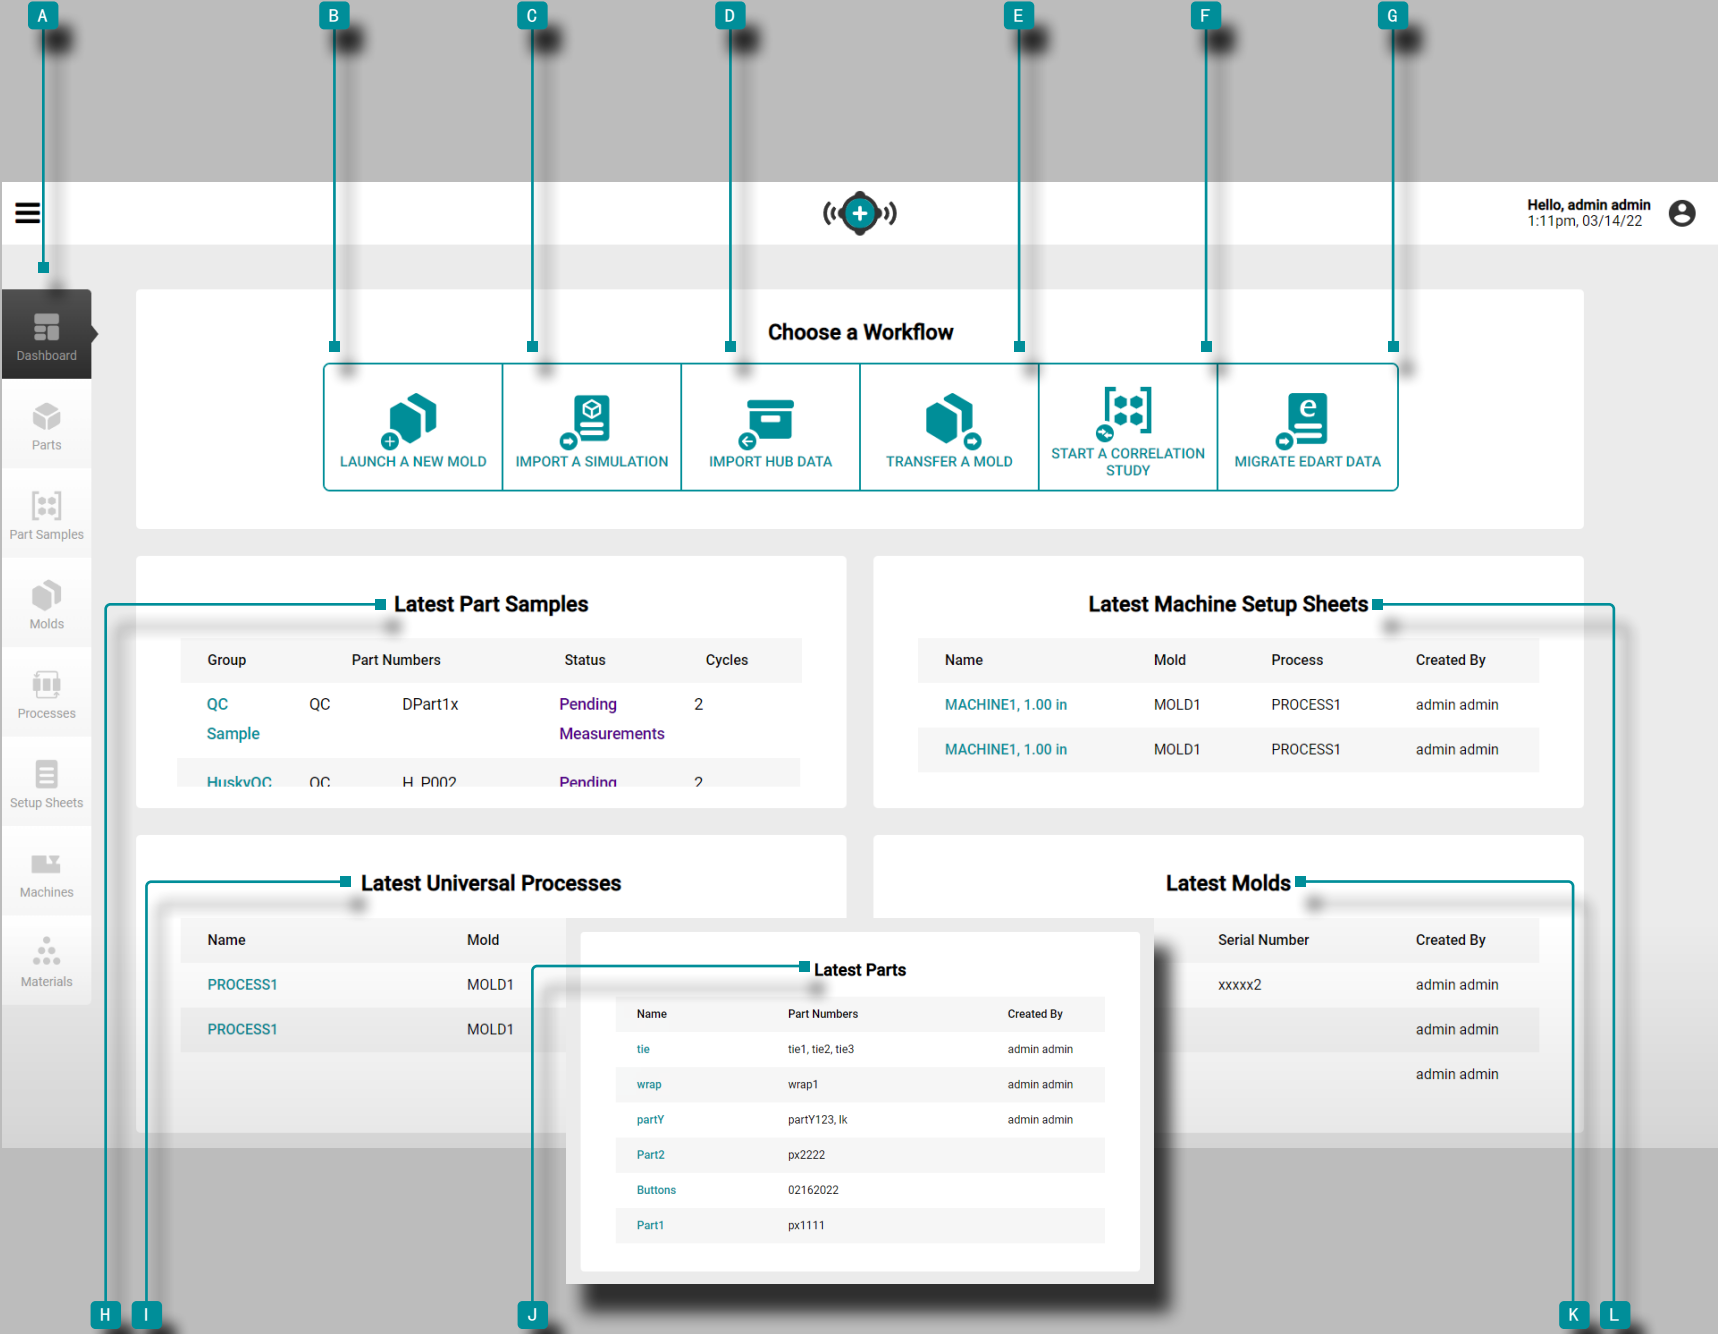 A B C D E F G
Hello, admin admin
1:11pm, 03/14/22
Dashboard
Parts
Part Samples
Molds
Processes
Setup Sheets
Machines
Materials
Choose a Workflow
LAUNCH A NEW MOLD
IMPORT A SIMULATION
IMPORT HUB DATA
TRANSFER A MOLD
START A CORRELATION
STUDY
e
MIGRATE EDART DATA
Latest Part Samples
Group Part Numbers Status Cycles
QC QC DPart1x Pending 2
Sample Measurements
HuskyQC QC H_P002 Pending 2
Latest Machine Setup Sheets
Name Mold Process Created By
MACHINE1, 1.00 in MOLD1 PROCESS1 admin admin
MACHINE1, 1.00 in MOLD1 PROCESS1 admin admin
Latest Universal Processes
Name Mold
PROCESS1 MOLD1
PROCESS1 MOLD1
Latest Molds
Serial Number Created By
xxxxx2 admin admin
admin admin
admin admin
Latest Parts
Name Part Numbers Created By
tie tie1, tie2, tie3 admin admin
wrap wrap1 admin admin
partY partY123, lk admin admin
Part2 px2222
Buttons 02162022
Part1 px1111
H I J K L